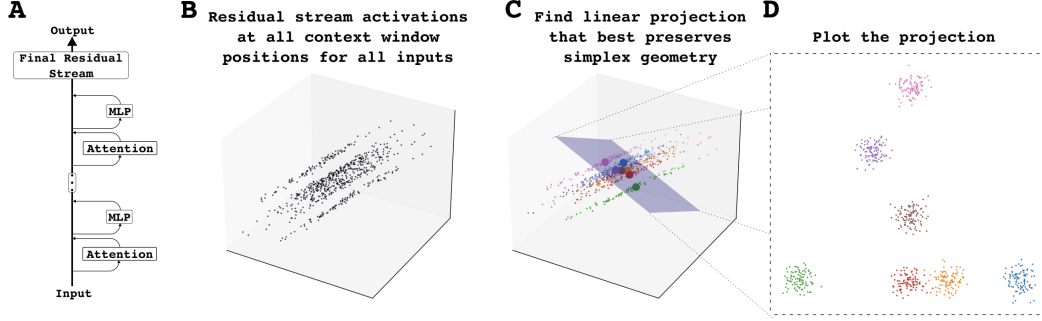 A
Output
Final Residual
Stream
MLP
Attention
MLP
Attention
Input
B
Residual stream activations
at all context window
positions for all inputs
C
Find linear projection
that best preserves
simplex geometry
D
Plot the projection